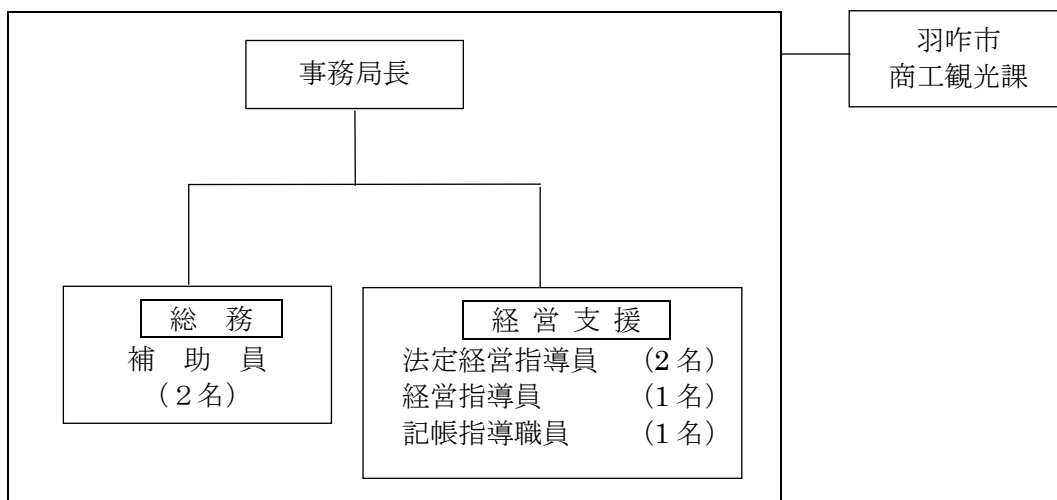 羽咋市
商工観光課
事務局長
総 務
補 助 員
(２名)
経 営 支 援
法定経営指導員 (2 名)
経営指導員 (1 名)
記帳指導職員 (1 名)